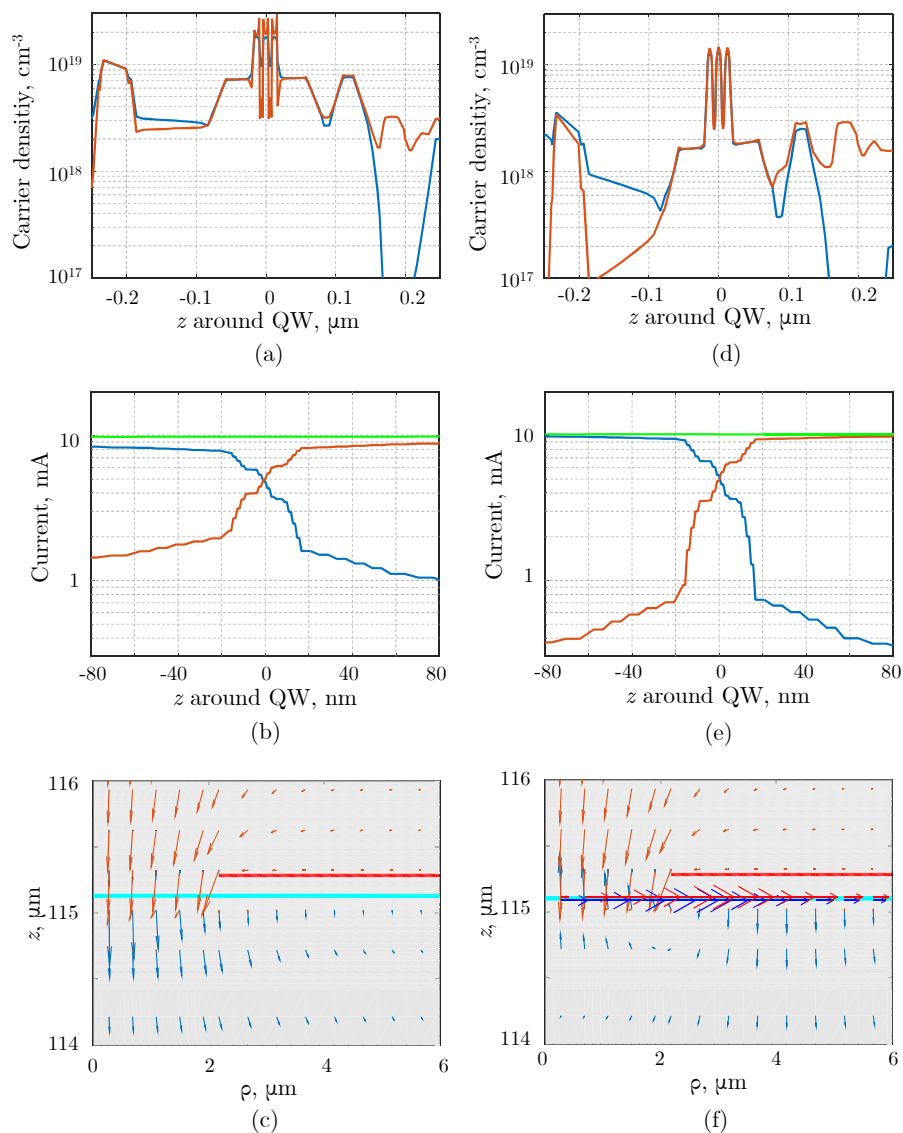 Carrier densitiy, cm-3
10^19
10^18
10^17
-0.2
-0.1
0
0.1
0.2
z around QW, μm
(a)
Carrier density, cm-3
10^19
10^18
10^17
-0.2
-0.1
0
0.1
0.2
z around QW, μm
(d)
Current, mA
10
1
-80
-40
0
40
80
z around QW, nm
(b)
Current, mA
10
1
-80
-40
0
40
80
z around QW, nm
(e)
z, μm
116
115
114
0
2
4
6
ρ, μm
(c)
z, μm
116
115
114
0
2
4
6
ρ, μm
(f)